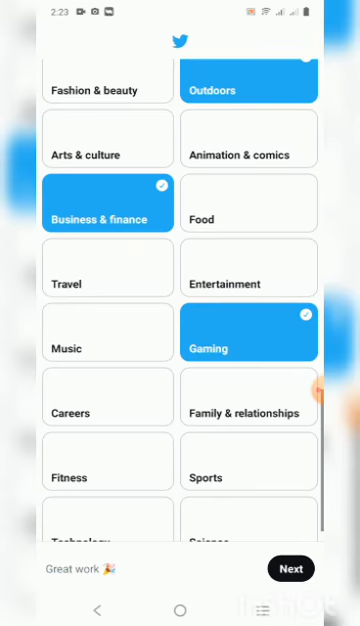 2:23
Fashion & beauty
Outdoors
Arts & culture
Animation & comics
Business & finance
Food
Travel
Entertainment
Music
Gaming
Careers
Family & relationships
Fitness
Sports
Technology
Science
Great work 🎉
Next
InShot